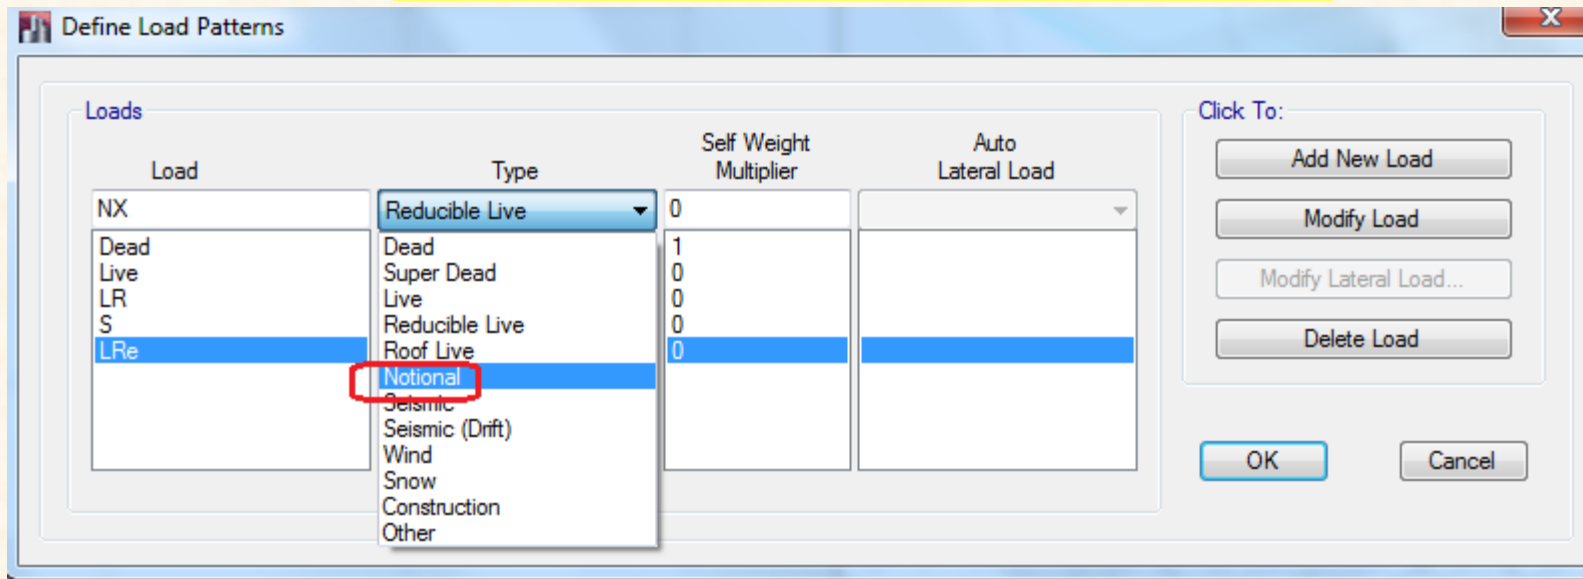 Define Load Patterns
Loads
Click To:
Load Type Self Weight Multiplier Auto Lateral Load
NX Reducible Live 0
Dead Dead 1
Live Super Dead 0
LR Live 0
S Reducible Live 0
LRe Roof Live 0
Notional
Seismic
Seismic (Drift)
Wind
Snow
Construction
Other
Add New Load
Modify Load
Modify Lateral Load...
Delete Load
OK Cancel